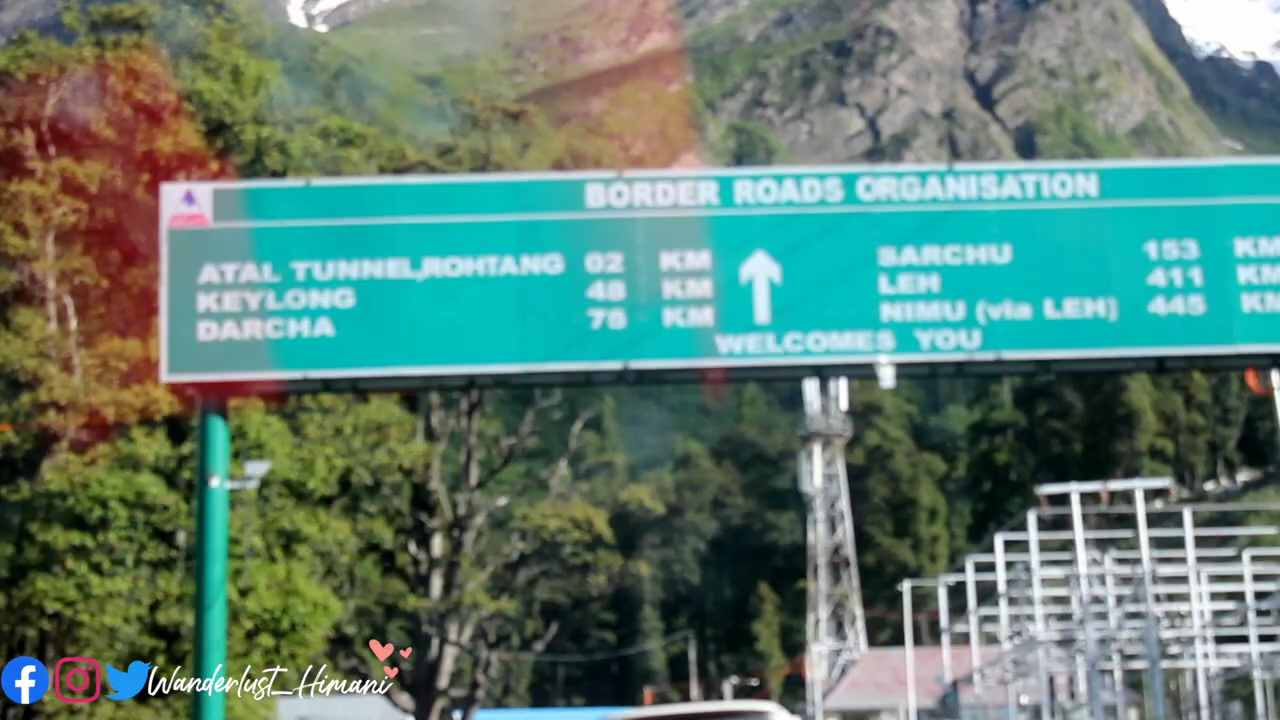 BORDER ROADS ORGANISATION
ATAL TUNNEL,ROHTANG 02 KM
KEYLONG 48 KM
DARCHA 78 KM
SARCHU 153 KM
LEH 411 KM
NIMU (via LEH) 445 KM
WELCOMES YOU
Wanderlust_Himani